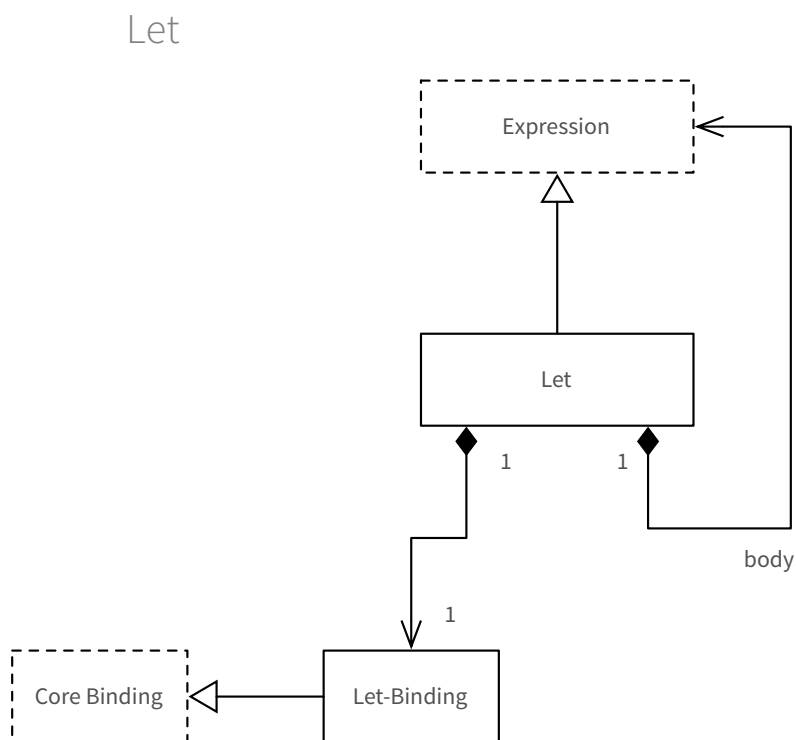 Let
Expression
Let
1
1
body
1
Core Binding
Let-Binding